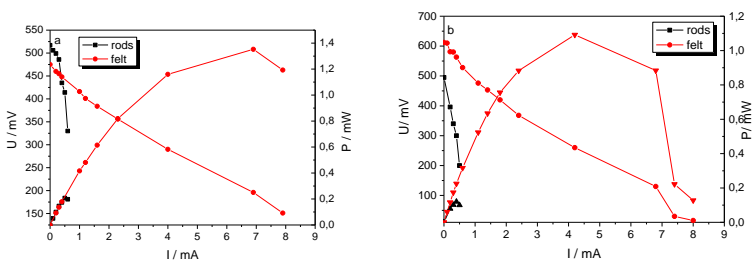 a
rods
felt
550
500
450
400
350
300
250
200
150
U / mV
1,4
1,2
1,0
0,8
0,6
0,4
0,2
0,0
P / mW
0 1 2 3 4 5 6 7 8 9
I / mA
b
rods
felt
700
600
500
400
300
200
100
U / mV
1,2
1,0
0,8
0,6
0,4
0,2
0,0
P / mW
0 1 2 3 4 5 6 7 8 9
I / mA